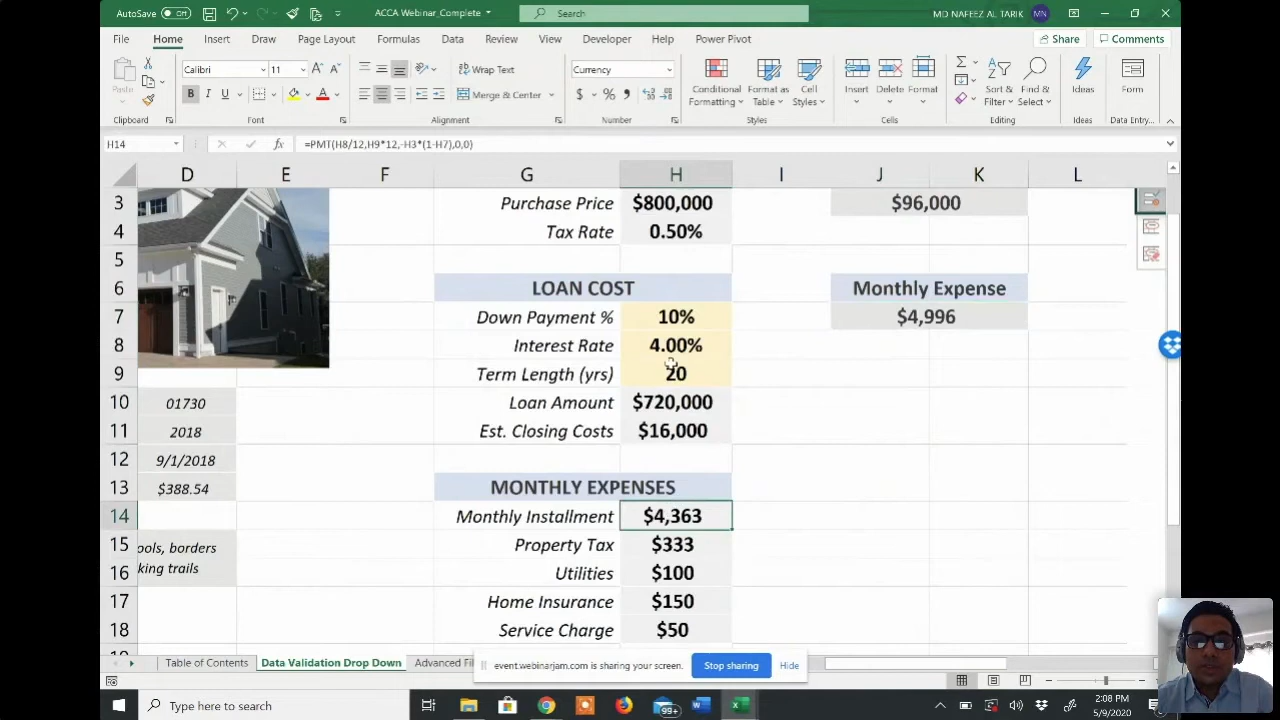 AutoSave Off ACCA_Webinar_Complete Search MD NAFEEZ AL TARIK MN
File Home Insert Draw Page Layout Formulas Data Review View Developer Help Power Pivot Share Comments
Paste Calibri 11 A A Wrap Text Currency Conditional Formatting Format as Table Cell Styles Insert Delete Format Sort & Filter Find & Select Ideas Form
B I U A Merge & Center $ % ,
Clipboard Font Alignment Number Styles Cells Editing Ideas Data Entry...
H14 fx =PMT(H8/12,H9*12,-H3*(1-H7),0,0)
D E F G H I J K L
3 Purchase Price $800,000 $96,000
4 Tax Rate 0.50%
5
6 LOAN COST Monthly Expense
7 Down Payment % 10% $4,996
8 Interest Rate 4.00%
9 Term Length (yrs) 20
10 01730 Loan Amount $720,000
11 2018 Est. Closing Costs $16,000
12 9/1/2018
13 $388.54 MONTHLY EXPENSES
14 Monthly Installment $4,363
15 ools, borders Property Tax $333
16 king trails Utilities $100
17 Home Insurance $150
18 Service Charge $50
Table of Contents Data Validation Drop Down Advanced Fil
event.webinarjam.com is sharing your screen. Stop sharing Hide
Type here to search 99+ 2:08 PM
5/9/2020